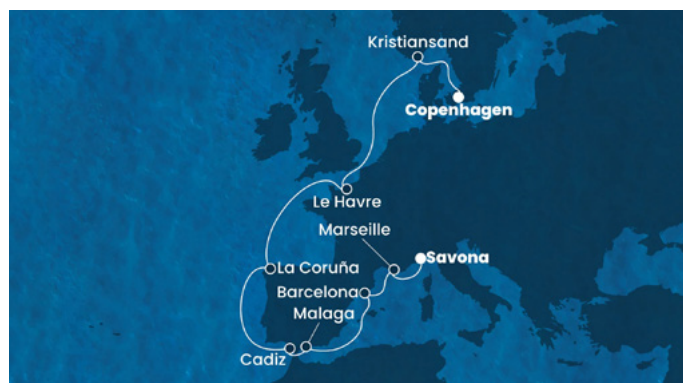 Kristiansand
Copenhagen
Le Havre
Marseille
Savona
La Coruña
Barcelona
Malaga
Cadiz